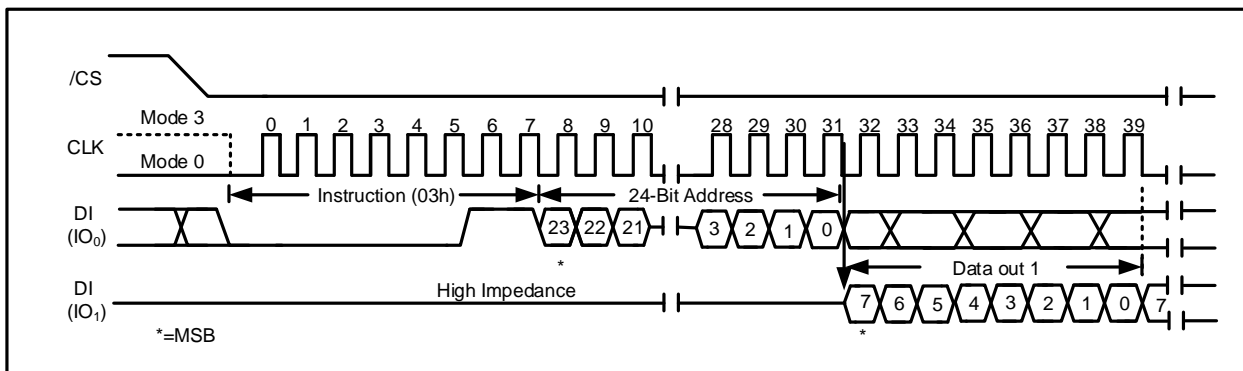 /CS
Mode 3
CLK
Mode 0
0 1 2 3 4 5 6 7 8 9 10 28 29 30 31 32 33 34 35 36 37 38 39
Instruction (03h) 24-Bit Address
DI
(IO0)
23 22 21 3 2 1 0
*
Data out 1
DI
(IO1)
High Impedance
7 6 5 4 3 2 1 0 7
*
*=MSB